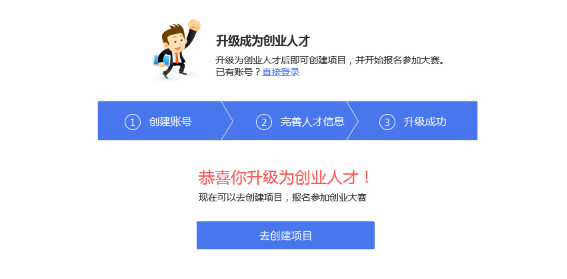 升级成为创业人才
升级为创业人才后即可创建项目，并开始报名参加大赛。
已有账号？直接登录
1 创建账号 2 完善人才信息 3 升级成功
恭喜你升级为创业人才！
现在可以去创建项目，报名参加创业大赛
去创建项目